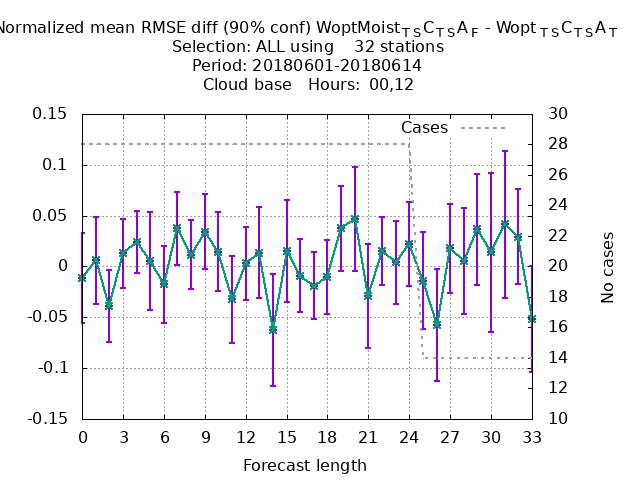 Normalized mean RMSE diff (90% conf) WoptMoist_TSC_TSA_F - Wopt_TSC_TSA_T
Selection: ALL using 32 stations
Period: 20180601-20180614
Cloud base Hours: 00,12
Cases
0.15
0.1
0.05
0
-0.05
-0.1
-0.15
30
28
26
24
22
20
18
16
14
12
10
No cases
0 3 6 9 12 15 18 21 24 27 30 33
Forecast length